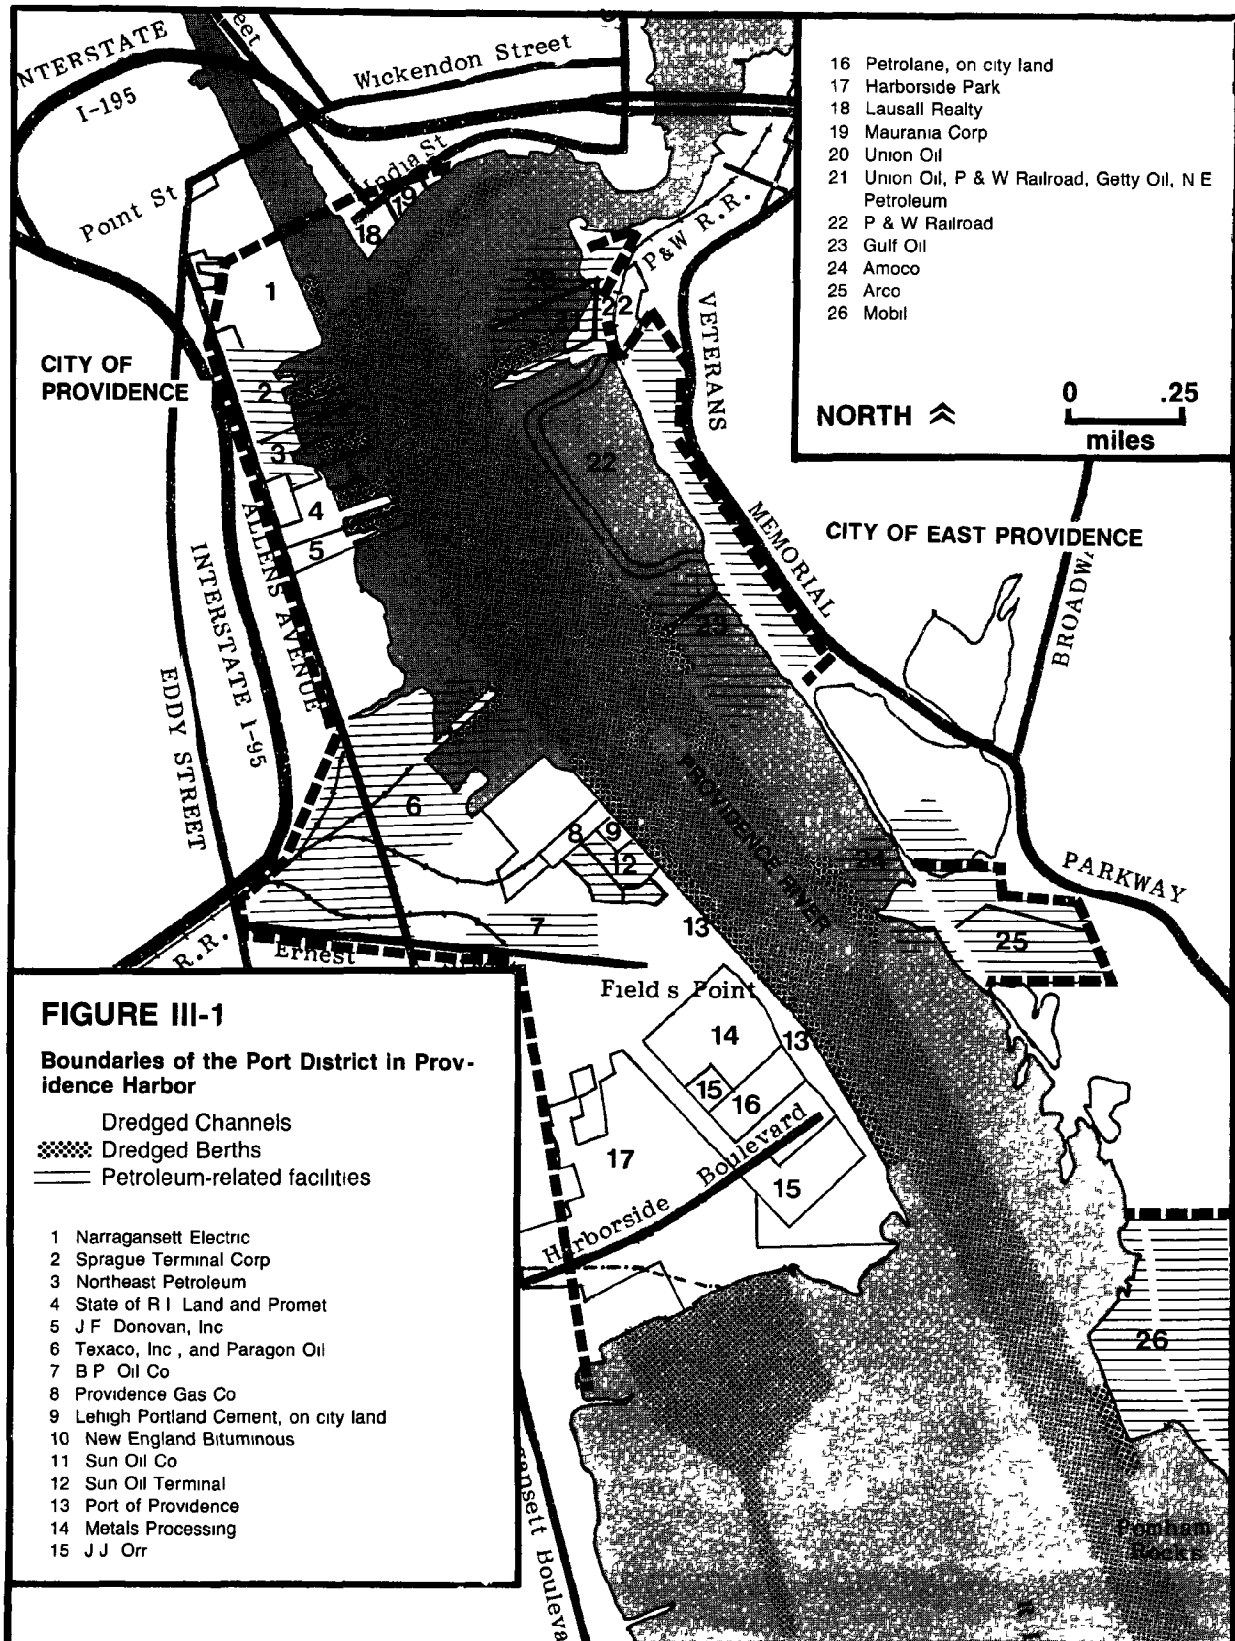 INTERSTATE
I-195
Wickendon Street
Point St
India St
P&W R.R.
VETERANS
MEMORIAL
PARKWAY
BROADWA
CITY OF
PROVIDENCE
CITY OF EAST PROVIDENCE
ALLENS AVENUE
INTERSTATE I-95
EDDY STREET
R.R.
Ernest
Field s Point
PROVIDENCE RIVER
Harborside Boulevard
gansett Bouleva
Pomham
Rocks
1
2
3
4
5
6
7
8
9
12
13
13
14
15
15
16
17
18
19
22
22
23
24
25
26
16 Petrolane, on city land
17 Harborside Park
18 Lausall Realty
19 Maurania Corp
20 Union Oil
21 Union Oil, P & W Railroad, Getty Oil, N E
Petroleum
22 P & W Railroad
23 Gulf Oil
24 Amoco
25 Arco
26 Mobil
NORTH
0 .25
miles
FIGURE III-1
Boundaries of the Port District in Prov-
idence Harbor
Dredged Channels
Dredged Berths
Petroleum-related facilities
1 Narragansett Electric
2 Sprague Terminal Corp
3 Northeast Petroleum
4 State of R I Land and Promet
5 J F Donovan, Inc
6 Texaco, Inc , and Paragon Oil
7 B P Oil Co
8 Providence Gas Co
9 Lehigh Portland Cement, on city land
10 New England Bituminous
11 Sun Oil Co
12 Sun Oil Terminal
13 Port of Providence
14 Metals Processing
15 J J Orr